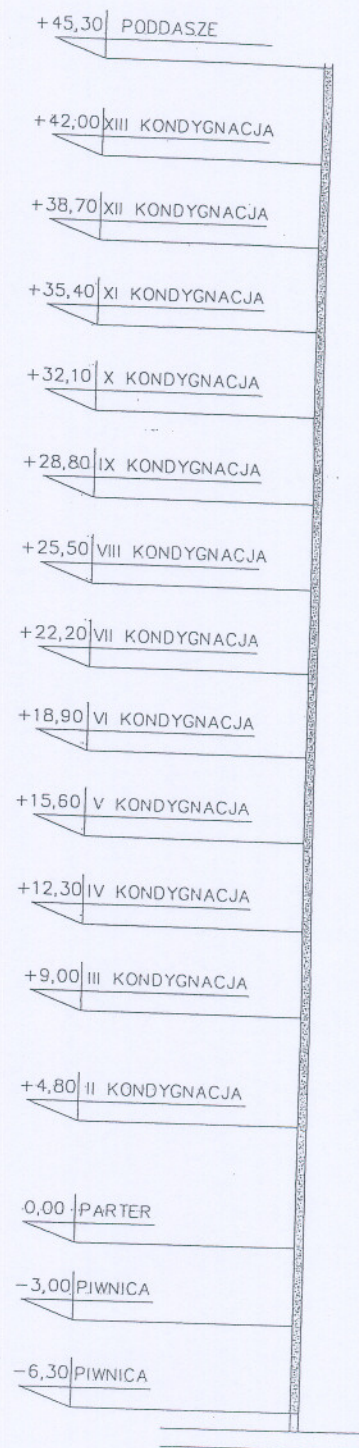 +45,30 PODDASZE
+42,00 XIII KONDYGNACJA
+38,70 XII KONDYGNACJA
+35,40 XI KONDYGNACJA
+32,10 X KONDYGNACJA
+28,80 IX KONDYGNACJA
+25,50 VIII KONDYGNACJA
+22,20 VII KONDYGNACJA
+18,90 VI KONDYGNACJA
+15,60 V KONDYGNACJA
+12,30 IV KONDYGNACJA
+9,00 III KONDYGNACJA
+4,80 II KONDYGNACJA
0,00 PARTER
-3,00 PIWNICA
-6,30 PIWNICA